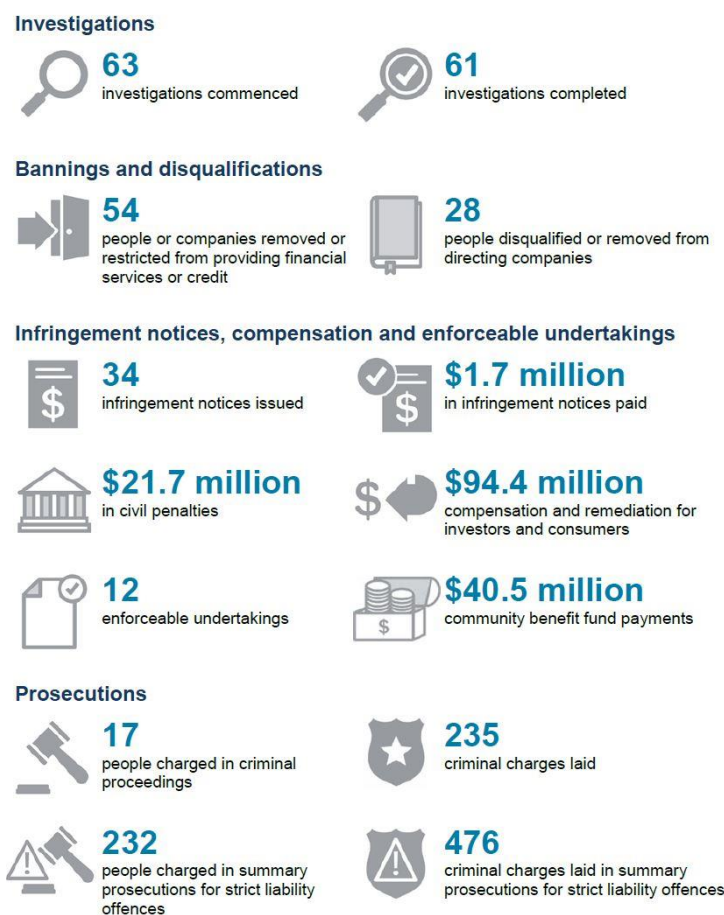 Investigations
63
investigations commenced
61
investigations completed
Bannings and disqualifications
54
people or companies removed or
restricted from providing financial
services or credit
28
people disqualified or removed from
directing companies
Infringement notices, compensation and enforceable undertakings
$
34
infringement notices issued
$
$1.7 million
in infringement notices paid
$21.7 million
in civil penalties
$
$94.4 million
compensation and remediation for
investors and consumers
12
enforceable undertakings
$
$40.5 million
community benefit fund payments
Prosecutions
17
people charged in criminal
proceedings
235
criminal charges laid
232
people charged in summary
prosecutions for strict liability
offences
476
criminal charges laid in summary
prosecutions for strict liability offences